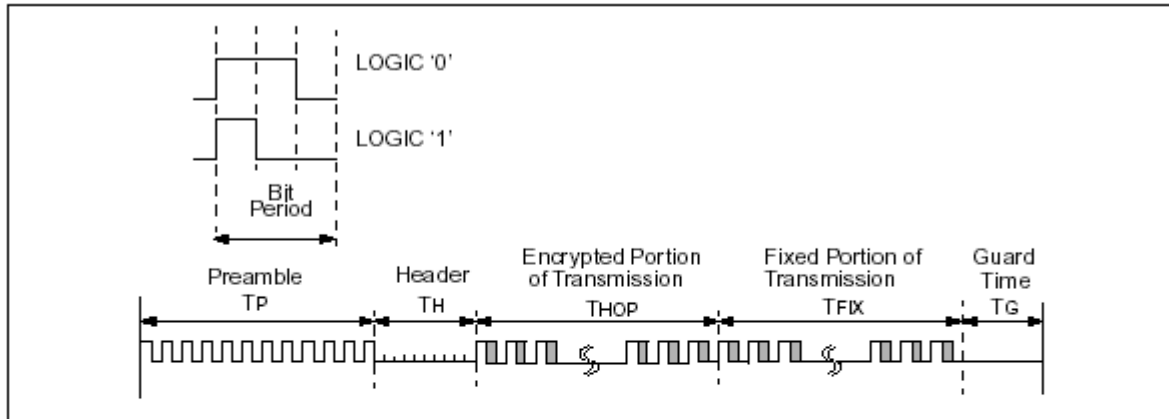 LOGIC '0'
LOGIC '1'
Bit
Period
Preamble
TP
Header
TH
Encrypted Portion
of Transmission
THOP
Fixed Portion of
Transmission
TFIX
Guard
Time
TG